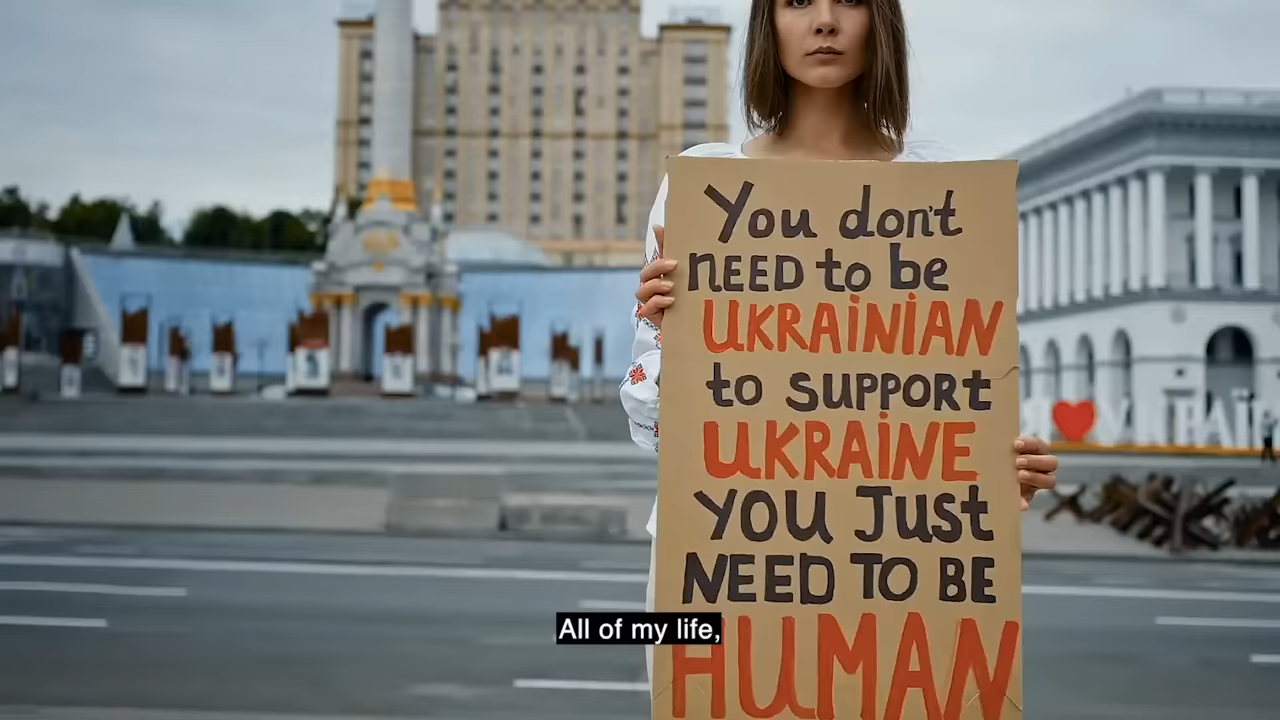 You don't
NEED to be
UKRAINIAN
to SUPPORT
UKRAINE
YOU Just
NEED TO BE
HUMAN
All of my life,